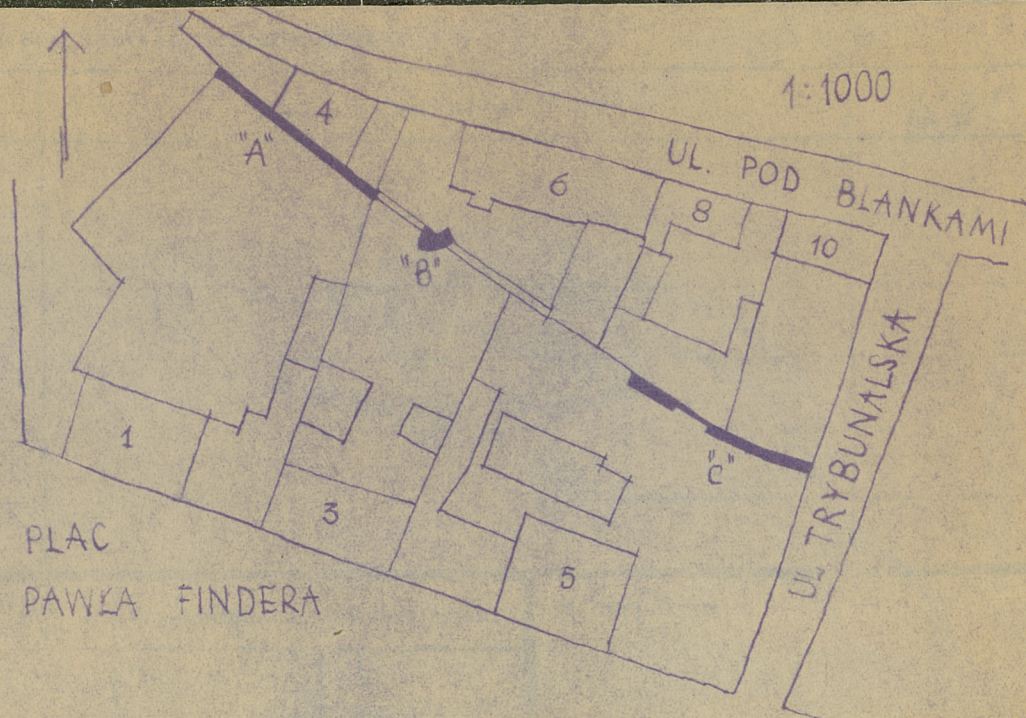 1:1000
UL. POD BLANKAMI
4
"A"
6
8
10
"B"
UL. TRYBUNALSKA
"C"
1
3
5
PLAC
PAWŁA FINDERA